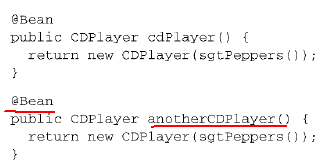 @Bean
public CDPlayer cdPlayer() {
  return new CDPlayer(sgtPeppers());
}
@Bean
public CDPlayer anotherCDPlayer() {
  return new CDPlayer(sgtPeppers());
}